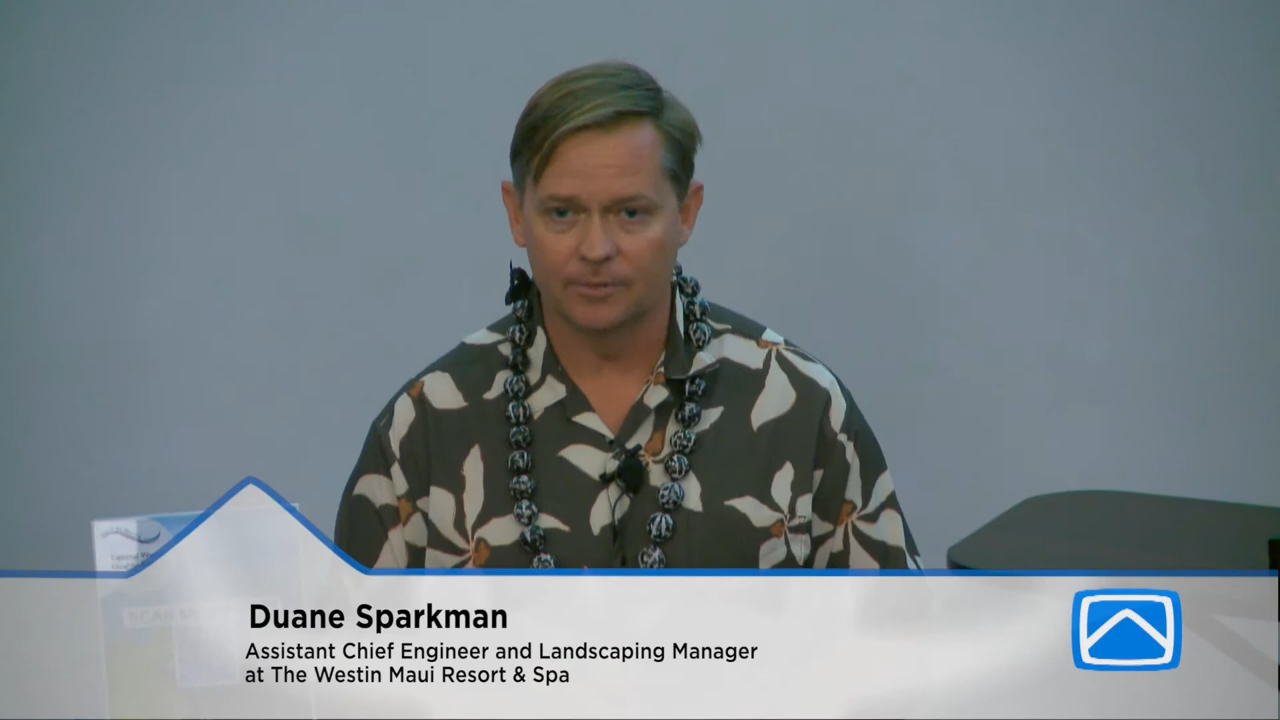 Duane Sparkman
Assistant Chief Engineer and Landscaping Manager
at The Westin Maui Resort & Spa